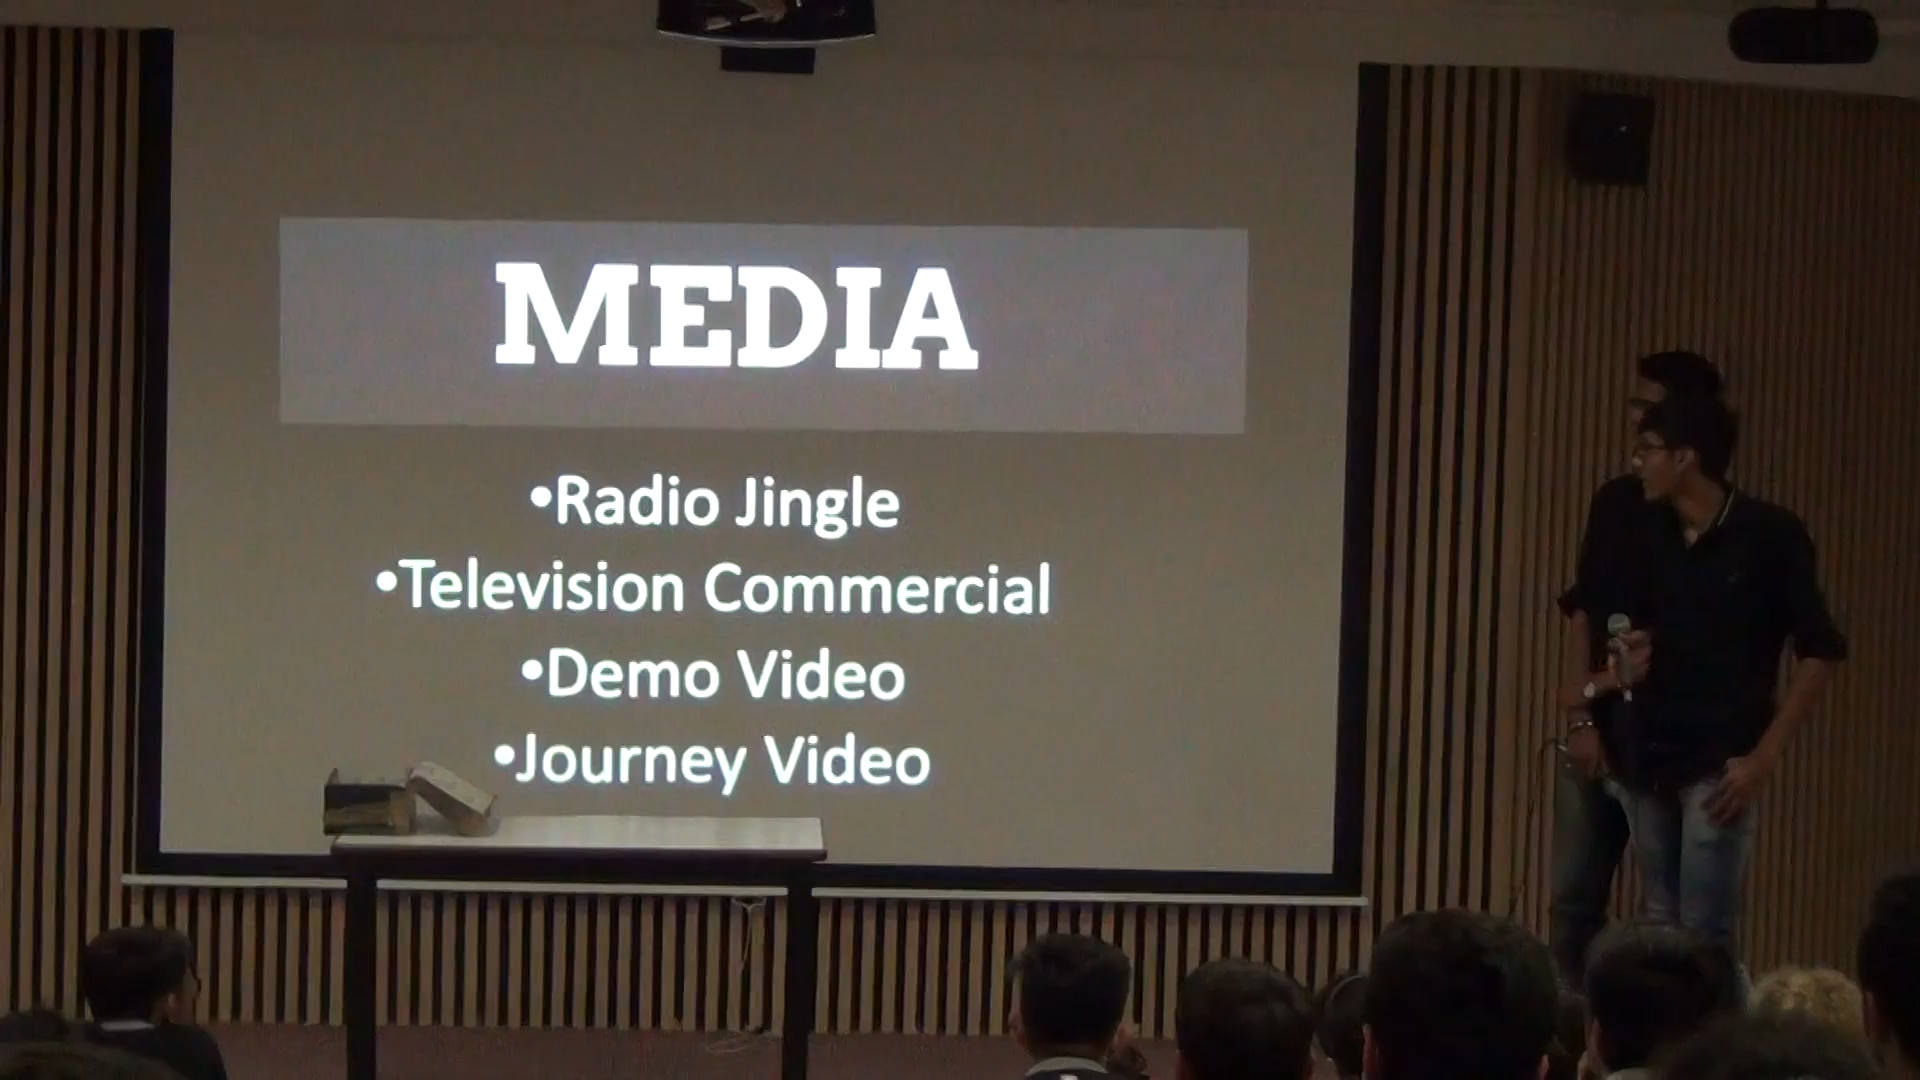 MEDIA
•Radio Jingle
•Television Commercial
•Demo Video
•Journey Video